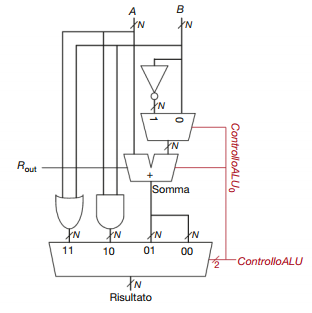 A B
N N
N
1 0
N
ControlloALU0
Rout
+
Somma
N N N N
11 10 01 00
2 ControlloALU
N
Risultato